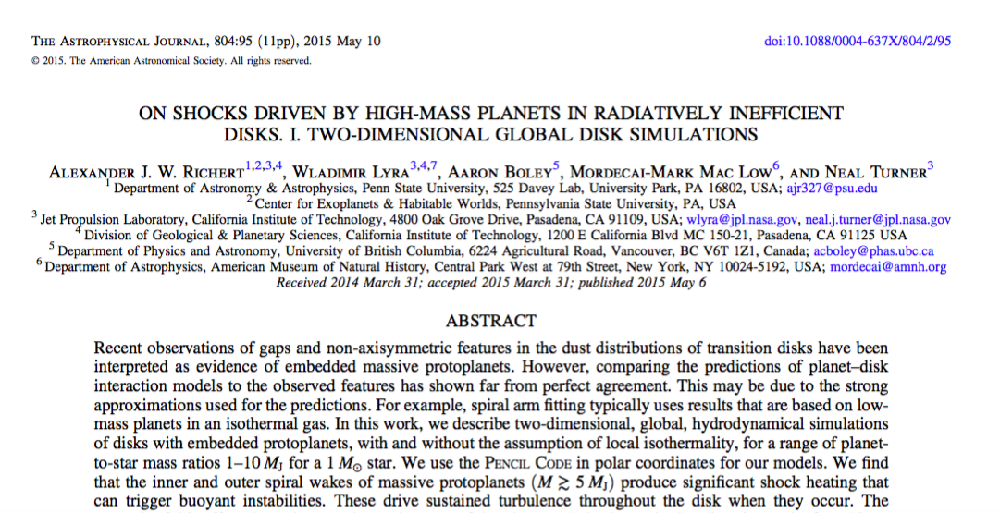 THE ASTROPHYSICAL JOURNAL, 804:95 (11pp), 2015 May 10
doi:10.1088/0004-637X/804/2/95
© 2015. The American Astronomical Society. All rights reserved.
ON SHOCKS DRIVEN BY HIGH-MASS PLANETS IN RADIATIVELY INEFFICIENT
DISKS. I. TWO-DIMENSIONAL GLOBAL DISK SIMULATIONS
ALEXANDER J. W. RICHERT1,2,3,4, WLADIMIR LYRA3,4,7, AARON BOLEY5, MORDECAI-MARK MAC LOW6, AND NEAL TURNER3
1 Department of Astronomy & Astrophysics, Penn State University, 525 Davey Lab, University Park, PA 16802, USA; ajr327@psu.edu
2 Center for Exoplanets & Habitable Worlds, Pennsylvania State University, PA, USA
3 Jet Propulsion Laboratory, California Institute of Technology, 4800 Oak Grove Drive, Pasadena, CA 91109, USA; wlyra@jpl.nasa.gov, neal.j.turner@jpl.nasa.gov
4 Division of Geological & Planetary Sciences, California Institute of Technology, 1200 E California Blvd MC 150-21, Pasadena, CA 91125 USA
5 Department of Physics and Astronomy, University of British Columbia, 6224 Agricultural Road, Vancouver, BC V6T 1Z1, Canada; acboley@phas.ubc.ca
6 Department of Astrophysics, American Museum of Natural History, Central Park West at 79th Street, New York, NY 10024-5192, USA; mordecai@amnh.org
Received 2014 March 31; accepted 2015 March 31; published 2015 May 6
ABSTRACT
Recent observations of gaps and non-axisymmetric features in the dust distributions of transition disks have been
interpreted as evidence of embedded massive protoplanets. However, comparing the predictions of planet–disk
interaction models to the observed features has shown far from perfect agreement. This may be due to the strong
approximations used for the predictions. For example, spiral arm fitting typically uses results that are based on low-
mass planets in an isothermal gas. In this work, we describe two-dimensional, global, hydrodynamical simulations
of disks with embedded protoplanets, with and without the assumption of local isothermality, for a range of planet-
to-star mass ratios 1–10 MJ for a 1 M⊙ star. We use the PENCIL CODE in polar coordinates for our models. We find
that the inner and outer spiral wakes of massive protoplanets (M ≳ 5 MJ) produce significant shock heating that
can trigger buoyant instabilities. These drive sustained turbulence throughout the disk when they occur. The